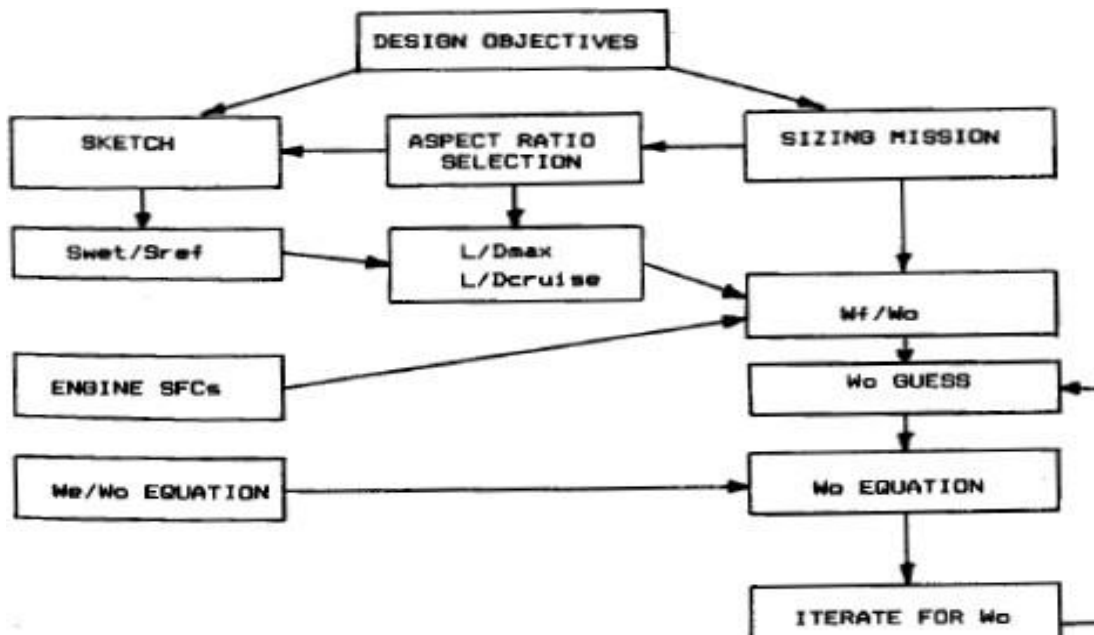 DESIGN OBJECTIVES
SKETCH
ASPECT RATIO
SELECTION
SIZING MISSION
Swet/Sref
L/Dmax
L/Dcruise
Wf/Wo
ENGINE SFCs
Wo GUESS
We/Wo EQUATION
Wo EQUATION
ITERATE FOR Wo